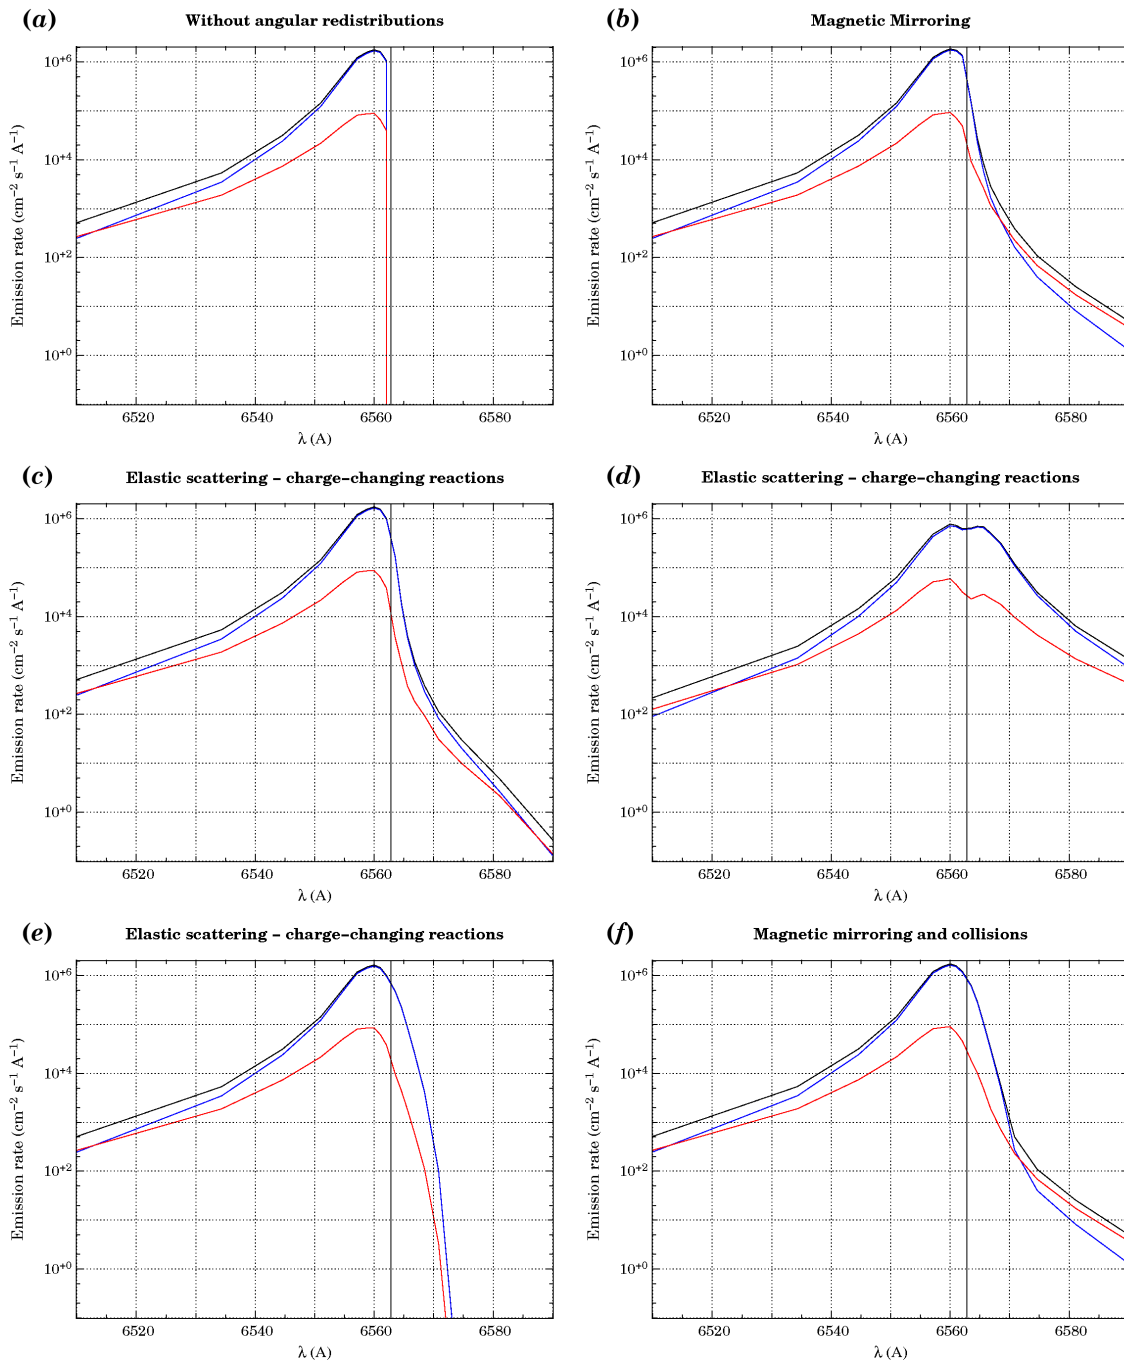 (a) Without angular redistributions
Emission rate (cm−2 s−1 A−1)
10+6
10+4
10+2
10+0
6520 6540 6560 6580
λ (A)
(b) Magnetic Mirroring
Emission rate (cm−2 s−1 A−1)
10+6
10+4
10+2
10+0
6520 6540 6560 6580
λ (A)
(c) Elastic scattering − charge−changing reactions
Emission rate (cm−2 s−1 A−1)
10+6
10+4
10+2
10+0
6520 6540 6560 6580
λ (A)
(d) Elastic scattering − charge−changing reactions
Emission rate (cm−2 s−1 A−1)
10+6
10+4
10+2
10+0
6520 6540 6560 6580
λ (A)
(e) Elastic scattering − charge−changing reactions
Emission rate (cm−2 s−1 A−1)
10+6
10+4
10+2
10+0
6520 6540 6560 6580
λ (A)
(f) Magnetic mirroring and collisions
Emission rate (cm−2 s−1 A−1)
10+6
10+4
10+2
10+0
6520 6540 6560 6580
λ (A)